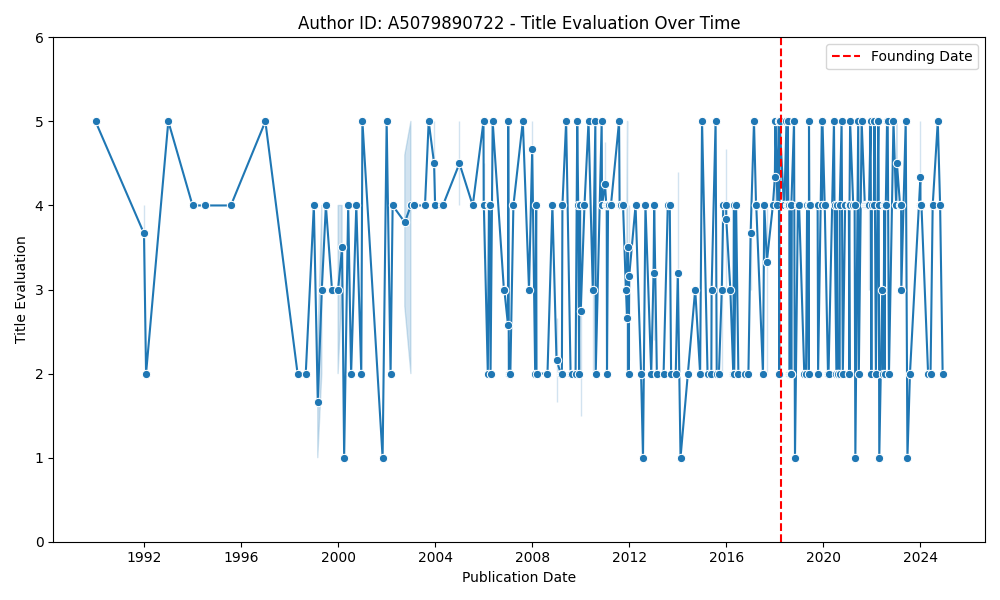 Author ID: A5079890722 - Title Evaluation Over Time
Founding Date
Title Evaluation
6
5
4
3
2
1
0
1992 1996 2000 2004 2008 2012 2016 2020 2024
Publication Date